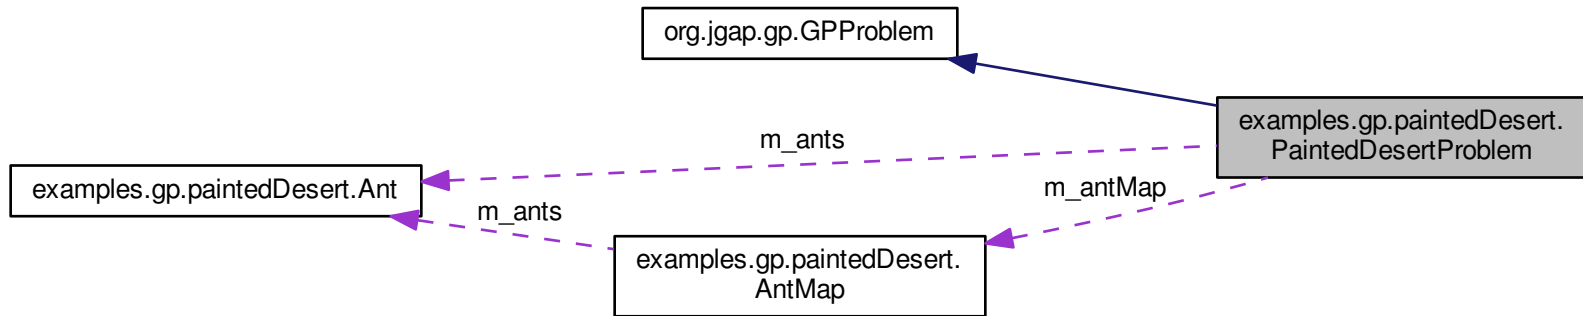 org.jgap.gp.GPProblem
examples.gp.paintedDesert.
PaintedDesertProblem
m_ants
examples.gp.paintedDesert.Ant
m_antMap
m_ants
examples.gp.paintedDesert.
AntMap